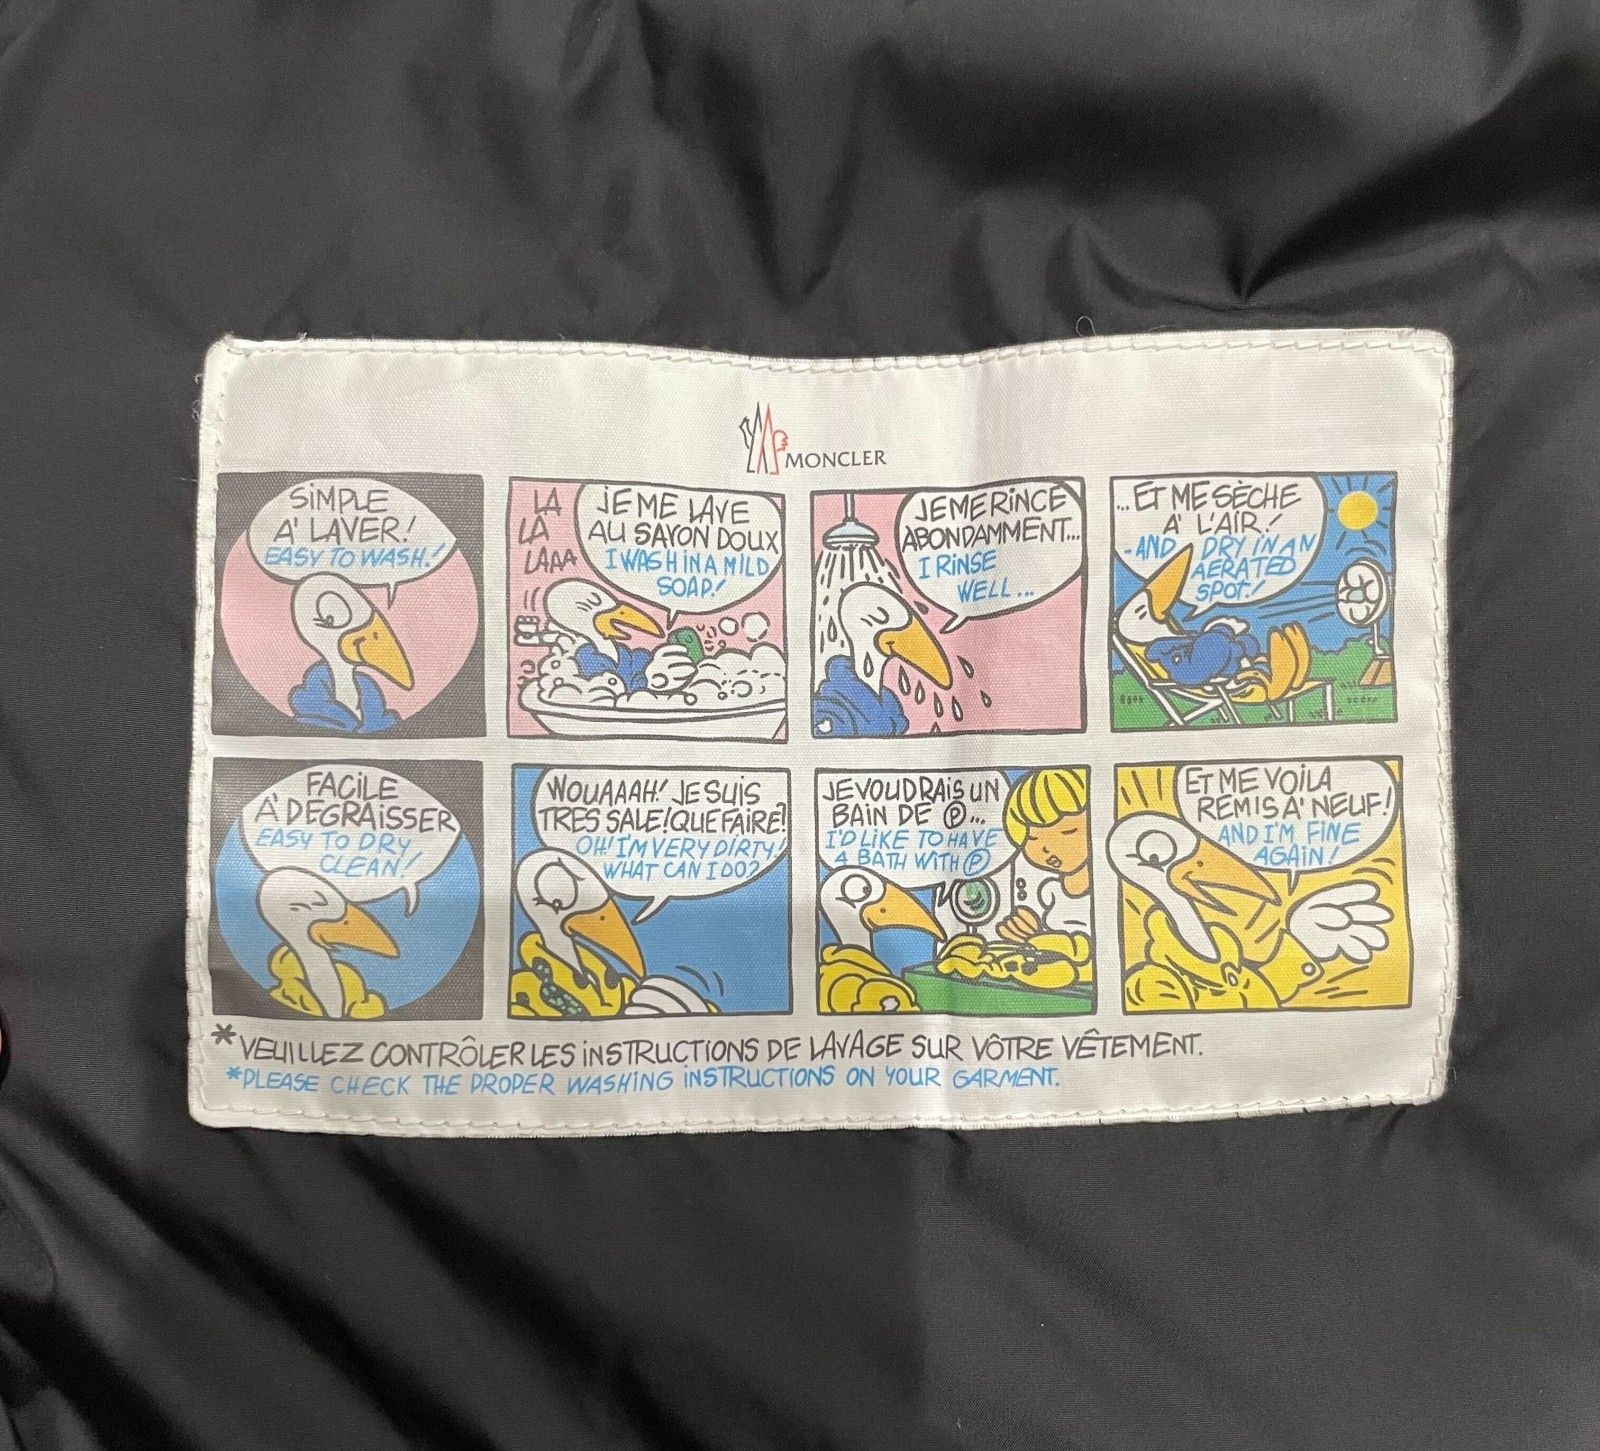 MONCLER
SiMPLE
A' LAVER!
EASY TO WASH!
LA
LA
LAAA
JE ME LAVE
AU SAVON DOUX
I WASH IN A MILD
SOAP!
JE ME RINCE
ABONDAMMENT...
I RINSE
WELL...
...ET ME SÈCHE
A' L'AIR!
-AND DRY IN AN
AERATED
SPOT!
FACILE
A' DEGRAISSER
EASY TO DRY
CLEAN!
WOUAAAH! JE SUIS
TRES SALE! QUE FAIRE?
OH! I'M VERY DIRTY!
WHAT CAN I DO?
JE VOUDRAIS UN
BAIN DE Ⓟ...
I'D LIKE TO HAVE
A BATH WITH Ⓟ
ET ME VOILA
REMIS A' NEUF!
AND I'M FINE
AGAIN!
*VEUILLEZ CONTRÔLER LES INSTRUCTIONS DE LAVAGE SUR VÔTRE VÊTEMENT.
*PLEASE CHECK THE PROPER WASHING INSTRUCTIONS ON YOUR GARMENT.